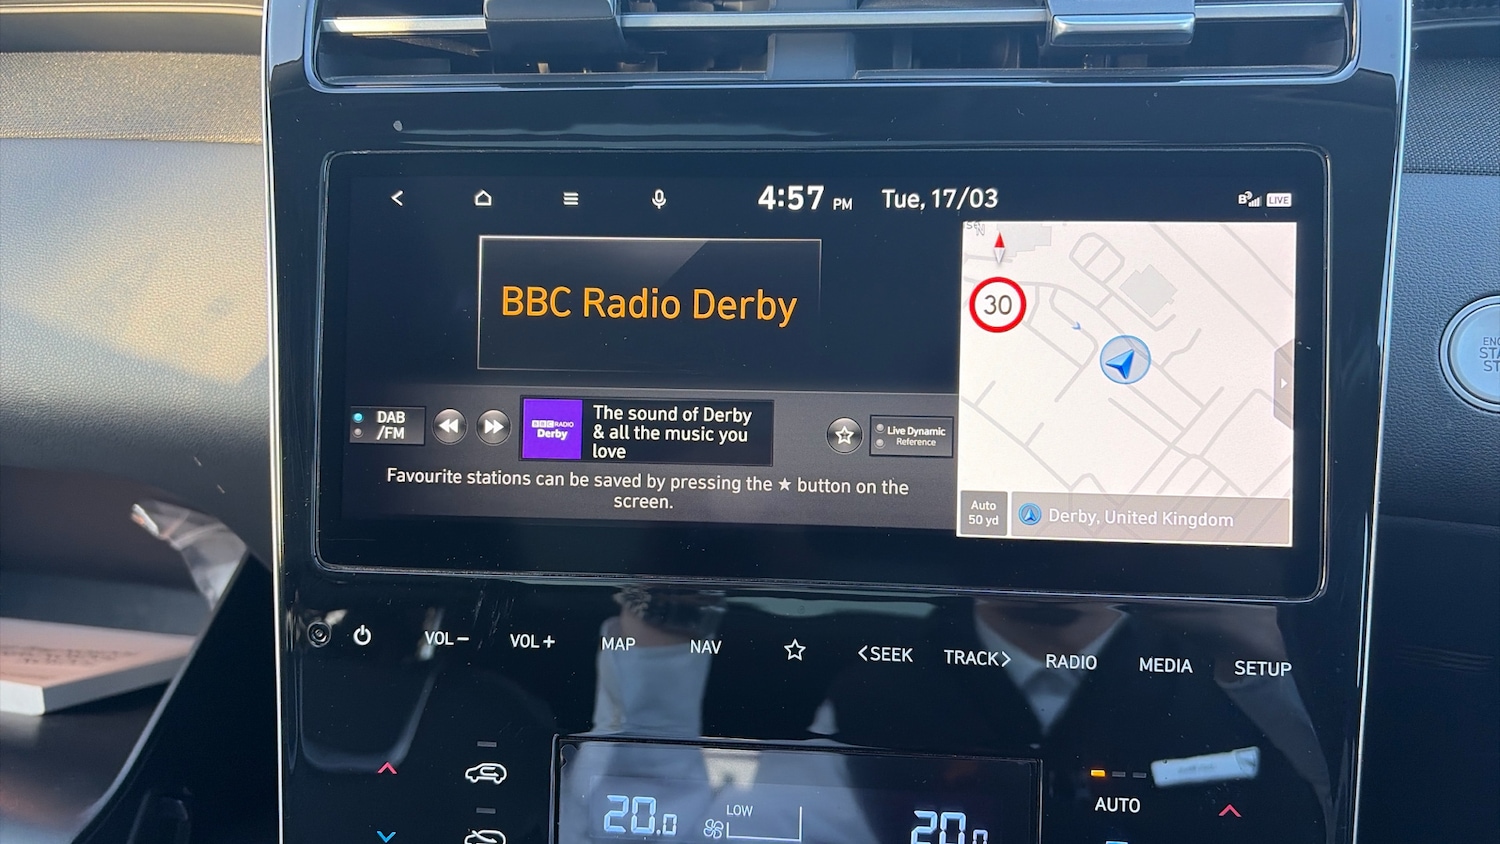 4:57 PM Tue, 17/03
LIVE
BBC Radio Derby
N
30
DAB
/FM
BBC RADIO
Derby
The sound of Derby
& all the music you
love
Live Dynamic
Reference
Favourite stations can be saved by pressing the ★ button on the
screen.
Auto
50 yd
Derby, United Kingdom
VOL− VOL+ MAP NAV <SEEK TRACK> RADIO MEDIA SETUP
20.0
LOW
20.0
AUTO